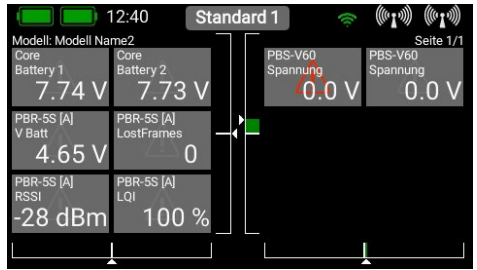 12:40 Standard 1
Modell: Modell Name2
Seite 1/1
Core
Battery 1
7.74 V
Core
Battery 2
7.73 V
PBS-V60
Spannung
0.0 V
PBS-V60
Spannung
0.0 V
PBR-5S [A]
V Batt
4.65 V
PBR-5S [A]
LostFrames
0
PBR-5S [A]
RSSI
-28 dBm
PBR-5S [A]
LQI
100 %